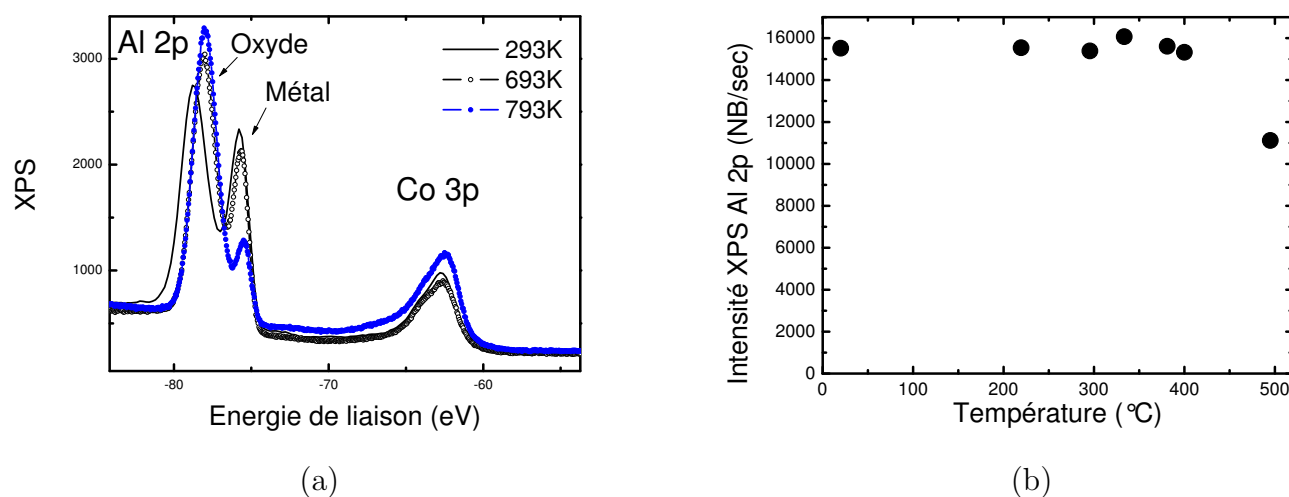 Al 2p
Oxyde
Métal
Co 3p
293K
693K
793K
XPS
3000
2000
1000
-80
-70
-60
Energie de liaison (eV)
(a)
Intensité XPS Al 2p (NB/sec)
16000
14000
12000
10000
8000
6000
4000
2000
0
0
100
200
300
400
500
Température (°C)
(b)